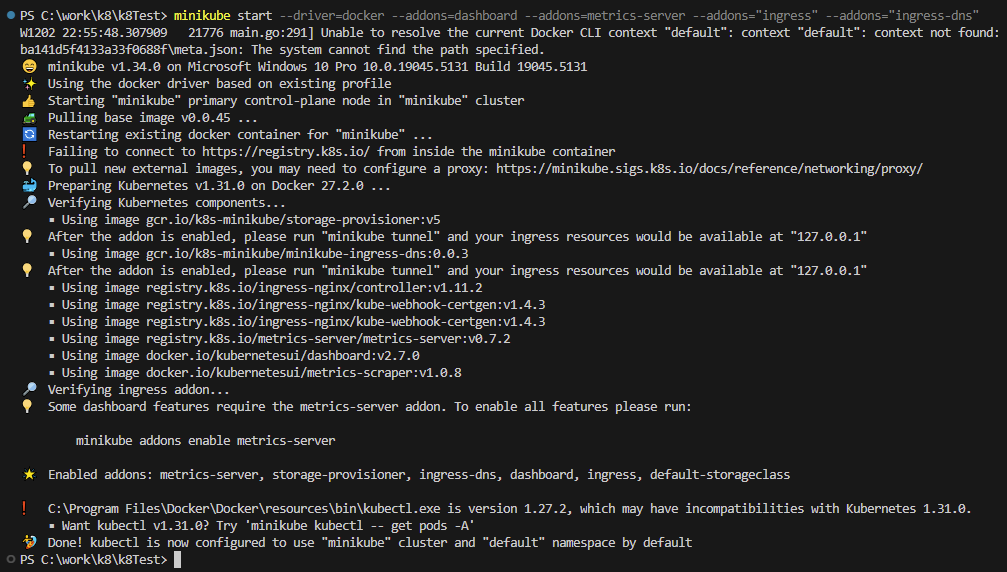 PS C:\work\k8\k8Test> minikube start --driver=docker --addons=dashboard --addons=metrics-server --addons="ingress" --addons="ingress-dns"
W1202 22:55:48.307909   21776 main.go:291] Unable to resolve the current Docker CLI context "default": context "default": context not found:
ba141d5f4133a33f0688f\meta.json: The system cannot find the path specified.
😄 minikube v1.34.0 on Microsoft Windows 10 Pro 10.0.19045.5131 Build 19045.5131
✨ Using the docker driver based on existing profile
👍 Starting "minikube" primary control-plane node in "minikube" cluster
🚜 Pulling base image v0.0.45 ...
🔄 Restarting existing docker container for "minikube" ...
❗ Failing to connect to https://registry.k8s.io/ from inside the minikube container
💡 To pull new external images, you may need to configure a proxy: https://minikube.sigs.k8s.io/docs/reference/networking/proxy/
🐳 Preparing Kubernetes v1.31.0 on Docker 27.2.0 ...
🔎 Verifying Kubernetes components...
▪ Using image gcr.io/k8s-minikube/storage-provisioner:v5
💡 After the addon is enabled, please run "minikube tunnel" and your ingress resources would be available at "127.0.0.1"
▪ Using image gcr.io/k8s-minikube/minikube-ingress-dns:0.0.3
💡 After the addon is enabled, please run "minikube tunnel" and your ingress resources would be available at "127.0.0.1"
▪ Using image registry.k8s.io/ingress-nginx/controller:v1.11.2
▪ Using image registry.k8s.io/ingress-nginx/kube-webhook-certgen:v1.4.3
▪ Using image registry.k8s.io/ingress-nginx/kube-webhook-certgen:v1.4.3
▪ Using image registry.k8s.io/metrics-server/metrics-server:v0.7.2
▪ Using image docker.io/kubernetesui/dashboard:v2.7.0
▪ Using image docker.io/kubernetesui/metrics-scraper:v1.0.8
🔎 Verifying ingress addon...
💡 Some dashboard features require the metrics-server addon. To enable all features please run:
minikube addons enable metrics-server
🌟 Enabled addons: metrics-server, storage-provisioner, ingress-dns, dashboard, ingress, default-storageclass
❗ C:\Program Files\Docker\Docker\resources\bin\kubectl.exe is version 1.27.2, which may have incompatibilities with Kubernetes 1.31.0.
▪ Want kubectl v1.31.0? Try 'minikube kubectl -- get pods -A'
🏄 Done! kubectl is now configured to use "minikube" cluster and "default" namespace by default
PS C:\work\k8\k8Test>